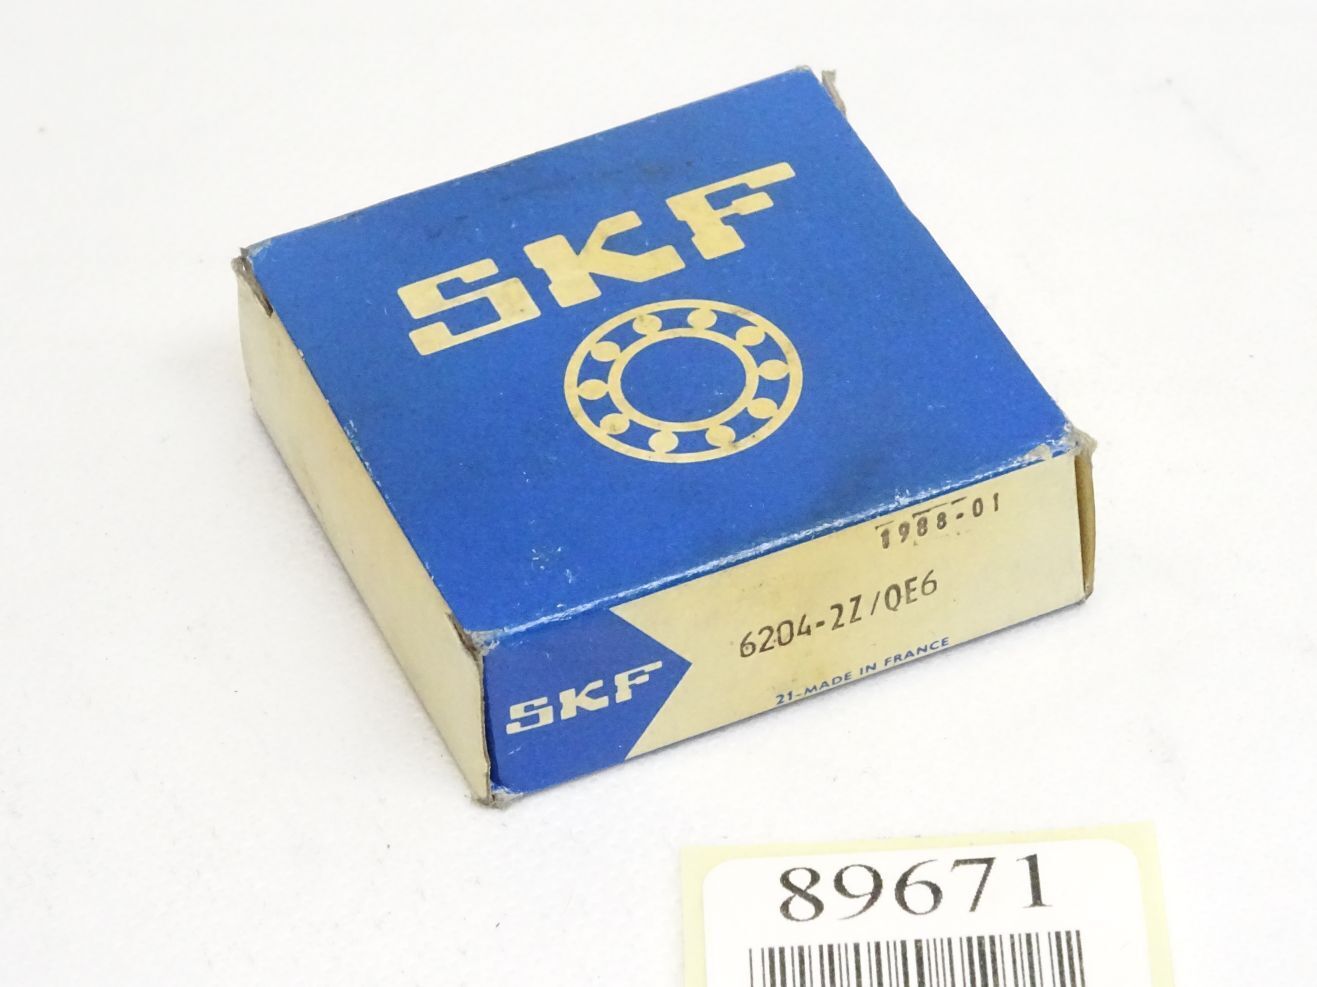 SKF
1988-01
6204-2Z/QE6
SKF
21-MADE IN FRANCE
89671